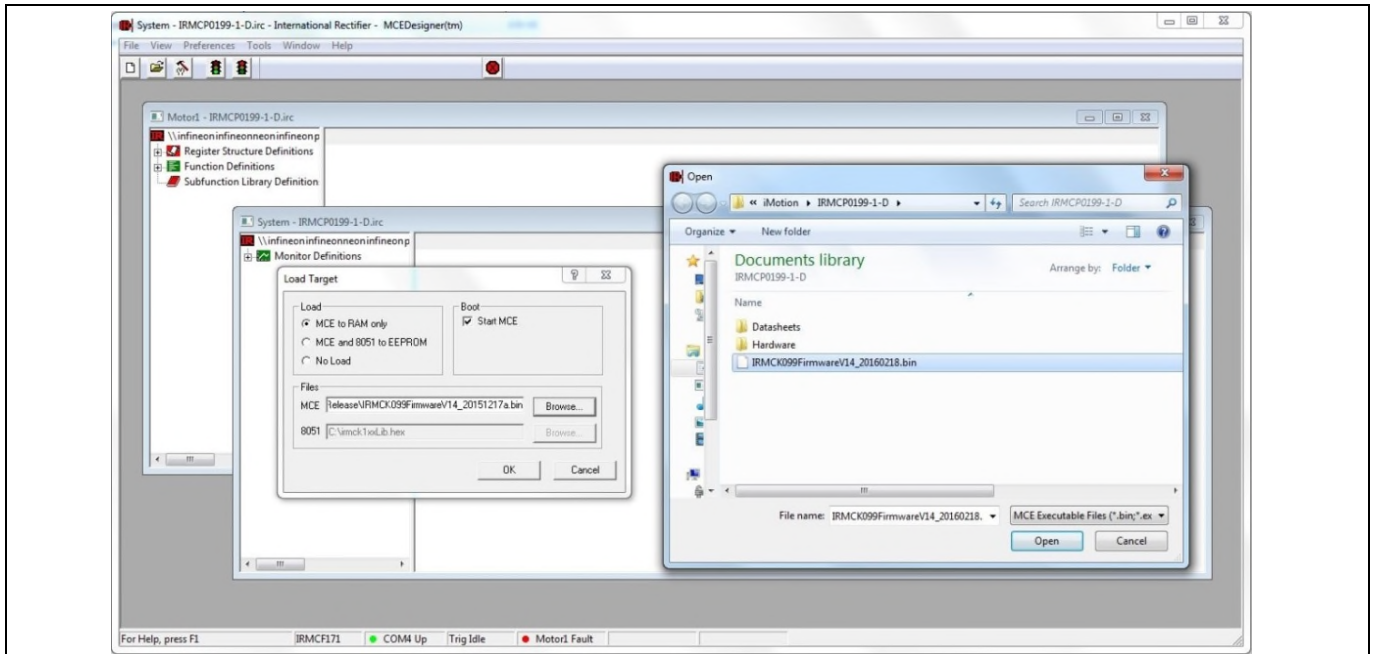 System - IRMCP0199-1-D.irc - International Rectifier - MCEDesigner(tm)
File View Preferences Tools Window Help
Motor1 - IRMCP0199-1-D.irc
\\infineoninfineonneoninfineonp
Register Structure Definitions
Function Definitions
Subfunction Library Definition
System - IRMCP0199-1-D.irc
\\infineoninfineonneoninfineonp
Monitor Definitions
Load Target
Load
MCE to RAM only
MCE and 8051 to EEPROM
No Load
Boot
Start MCE
Files
MCE Release\IRMCK099FirmwareV14_20151217a.bin Browse...
8051 C:\irmck1xxLib.hex Browse...
OK Cancel
Open
« iMotion ▸ IRMCP0199-1-D ▸ Search IRMCP0199-1-D
Organize New folder
Documents library
IRMCP0199-1-D
Arrange by: Folder
Name
Datasheets
Hardware
IRMCK099FirmwareV14_20160218.bin
File name: IRMCK099FirmwareV14_20160218. MCE Executable Files (*.bin;*.ex
Open Cancel
For Help, press F1 IRMCF171 COM4 Up Trig Idle Motor1 Fault